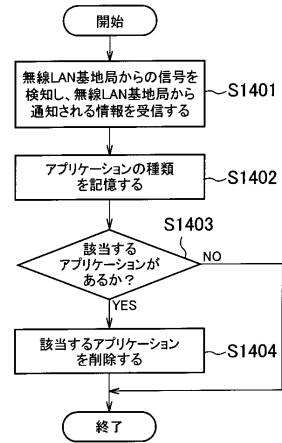 開始
無線LAN基地局からの信号を
検知し、無線LAN基地局から
通知される情報を受信する
S1401
アプリケーションの種類
を記憶する
S1402
S1403
該当する
アプリケーションが
あるか？
NO
YES
該当するアプリケーション
を削除する
S1404
終了